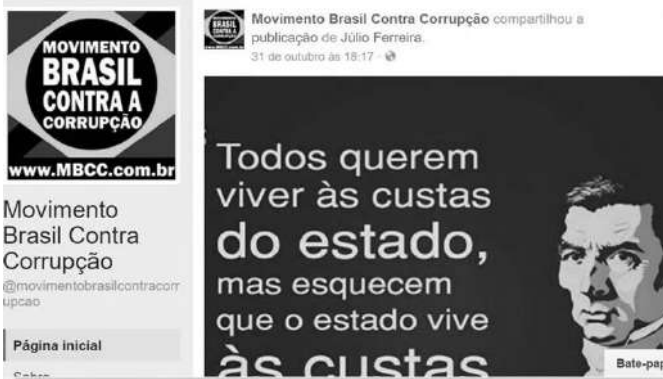 MOVIMENTO
BRASIL
CONTRA A
CORRUPÇÃO
www.MBCC.com.br
Movimento
Brasil Contra
Corrupção
@movimentobrasilcontracorr
upcao
Página inicial
Sobre
Movimento Brasil Contra Corrupção compartilhou a
publicação de Júlio Ferreira.
31 de outubro às 18:17 ·
Todos querem
viver às custas
do estado,
mas esquecem
que o estado vive
às custas
Bate-pap